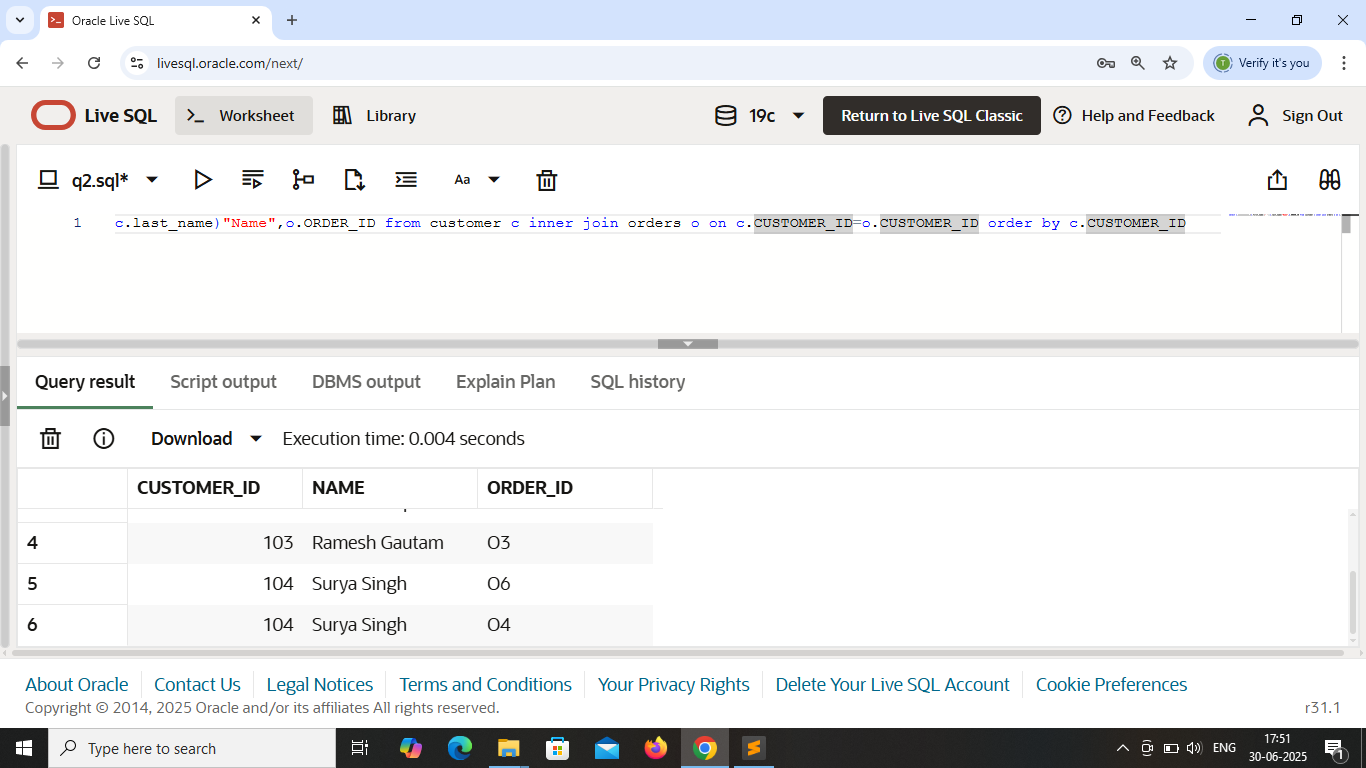 Oracle Live SQL
livesql.oracle.com/next/
T
Verify it's you
Live SQL
Worksheet
Library
19c
Return to Live SQL Classic
Help and Feedback
Sign Out
q2.sql*
Aa
1 c.last_name)"Name",o.ORDER_ID from customer c inner join orders o on c.CUSTOMER_ID=o.CUSTOMER_ID order by c.CUSTOMER_ID
Query result Script output DBMS output Explain Plan SQL history
Download Execution time: 0.004 seconds
CUSTOMER_ID NAME ORDER_ID
4 103 Ramesh Gautam O3
5 104 Surya Singh O6
6 104 Surya Singh O4
About Oracle Contact Us Legal Notices Terms and Conditions Your Privacy Rights Delete Your Live SQL Account Cookie Preferences
Copyright © 2014, 2025 Oracle and/or its affiliates All rights reserved. r31.1
Type here to search
ENG
17:51
30-06-2025
1